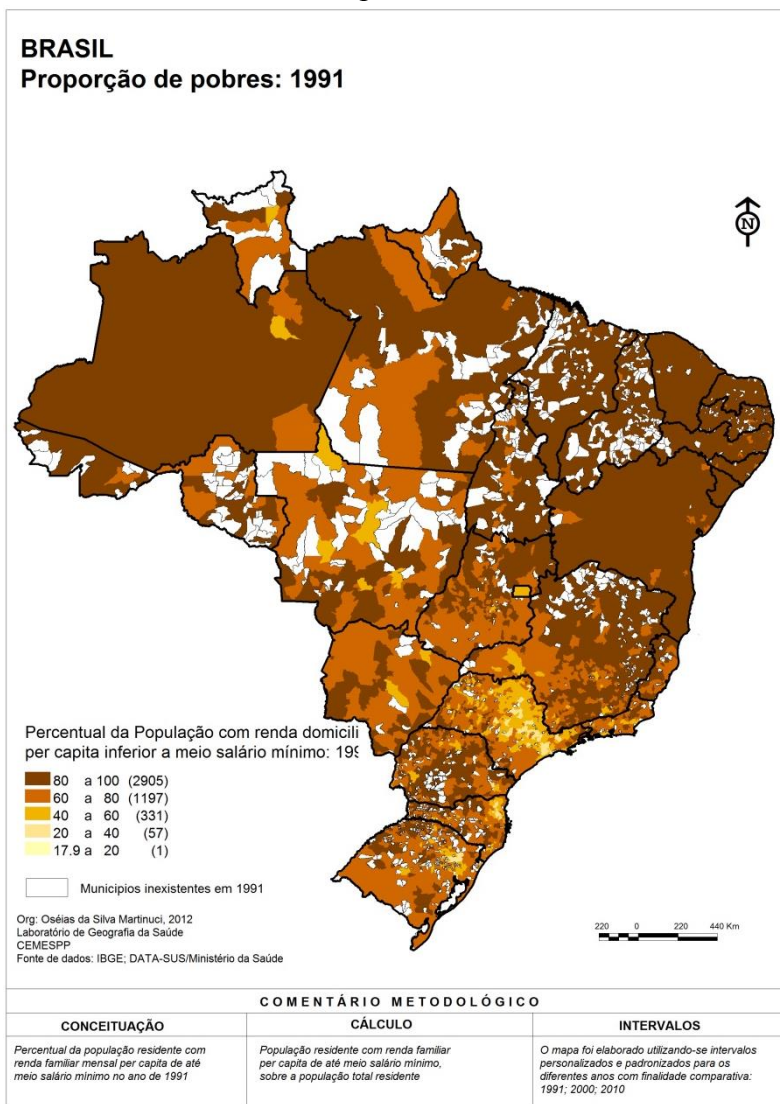 BRASIL
Proporção de pobres: 1991
N
Percentual da População com renda domicili
per capita inferior a meio salário mínimo: 199
80 a 100 (2905)
60 a 80 (1197)
40 a 60 (331)
20 a 40 (57)
17.9 a 20 (1)
Municipios inexistentes em 1991
Org: Oséias da Silva Martinuci, 2012
Laboratório de Geografia da Saúde
CEMESPP
Fonte de dados: IBGE; DATA-SUS/Ministério da Saúde
220 0 220 440 Km
COMENTÁRIO METODOLÓGICO
CONCEITUAÇÃO
Percentual da população residente com
renda familiar mensal per capita de até
meio salário mínimo no ano de 1991
CÁLCULO
População residente com renda familiar
per capita de até meio salário mínimo,
sobre a população total residente
INTERVALOS
O mapa foi elaborado utilizando-se intervalos
personalizados e padronizados para os
diferentes anos com finalidade comparativa:
1991; 2000; 2010